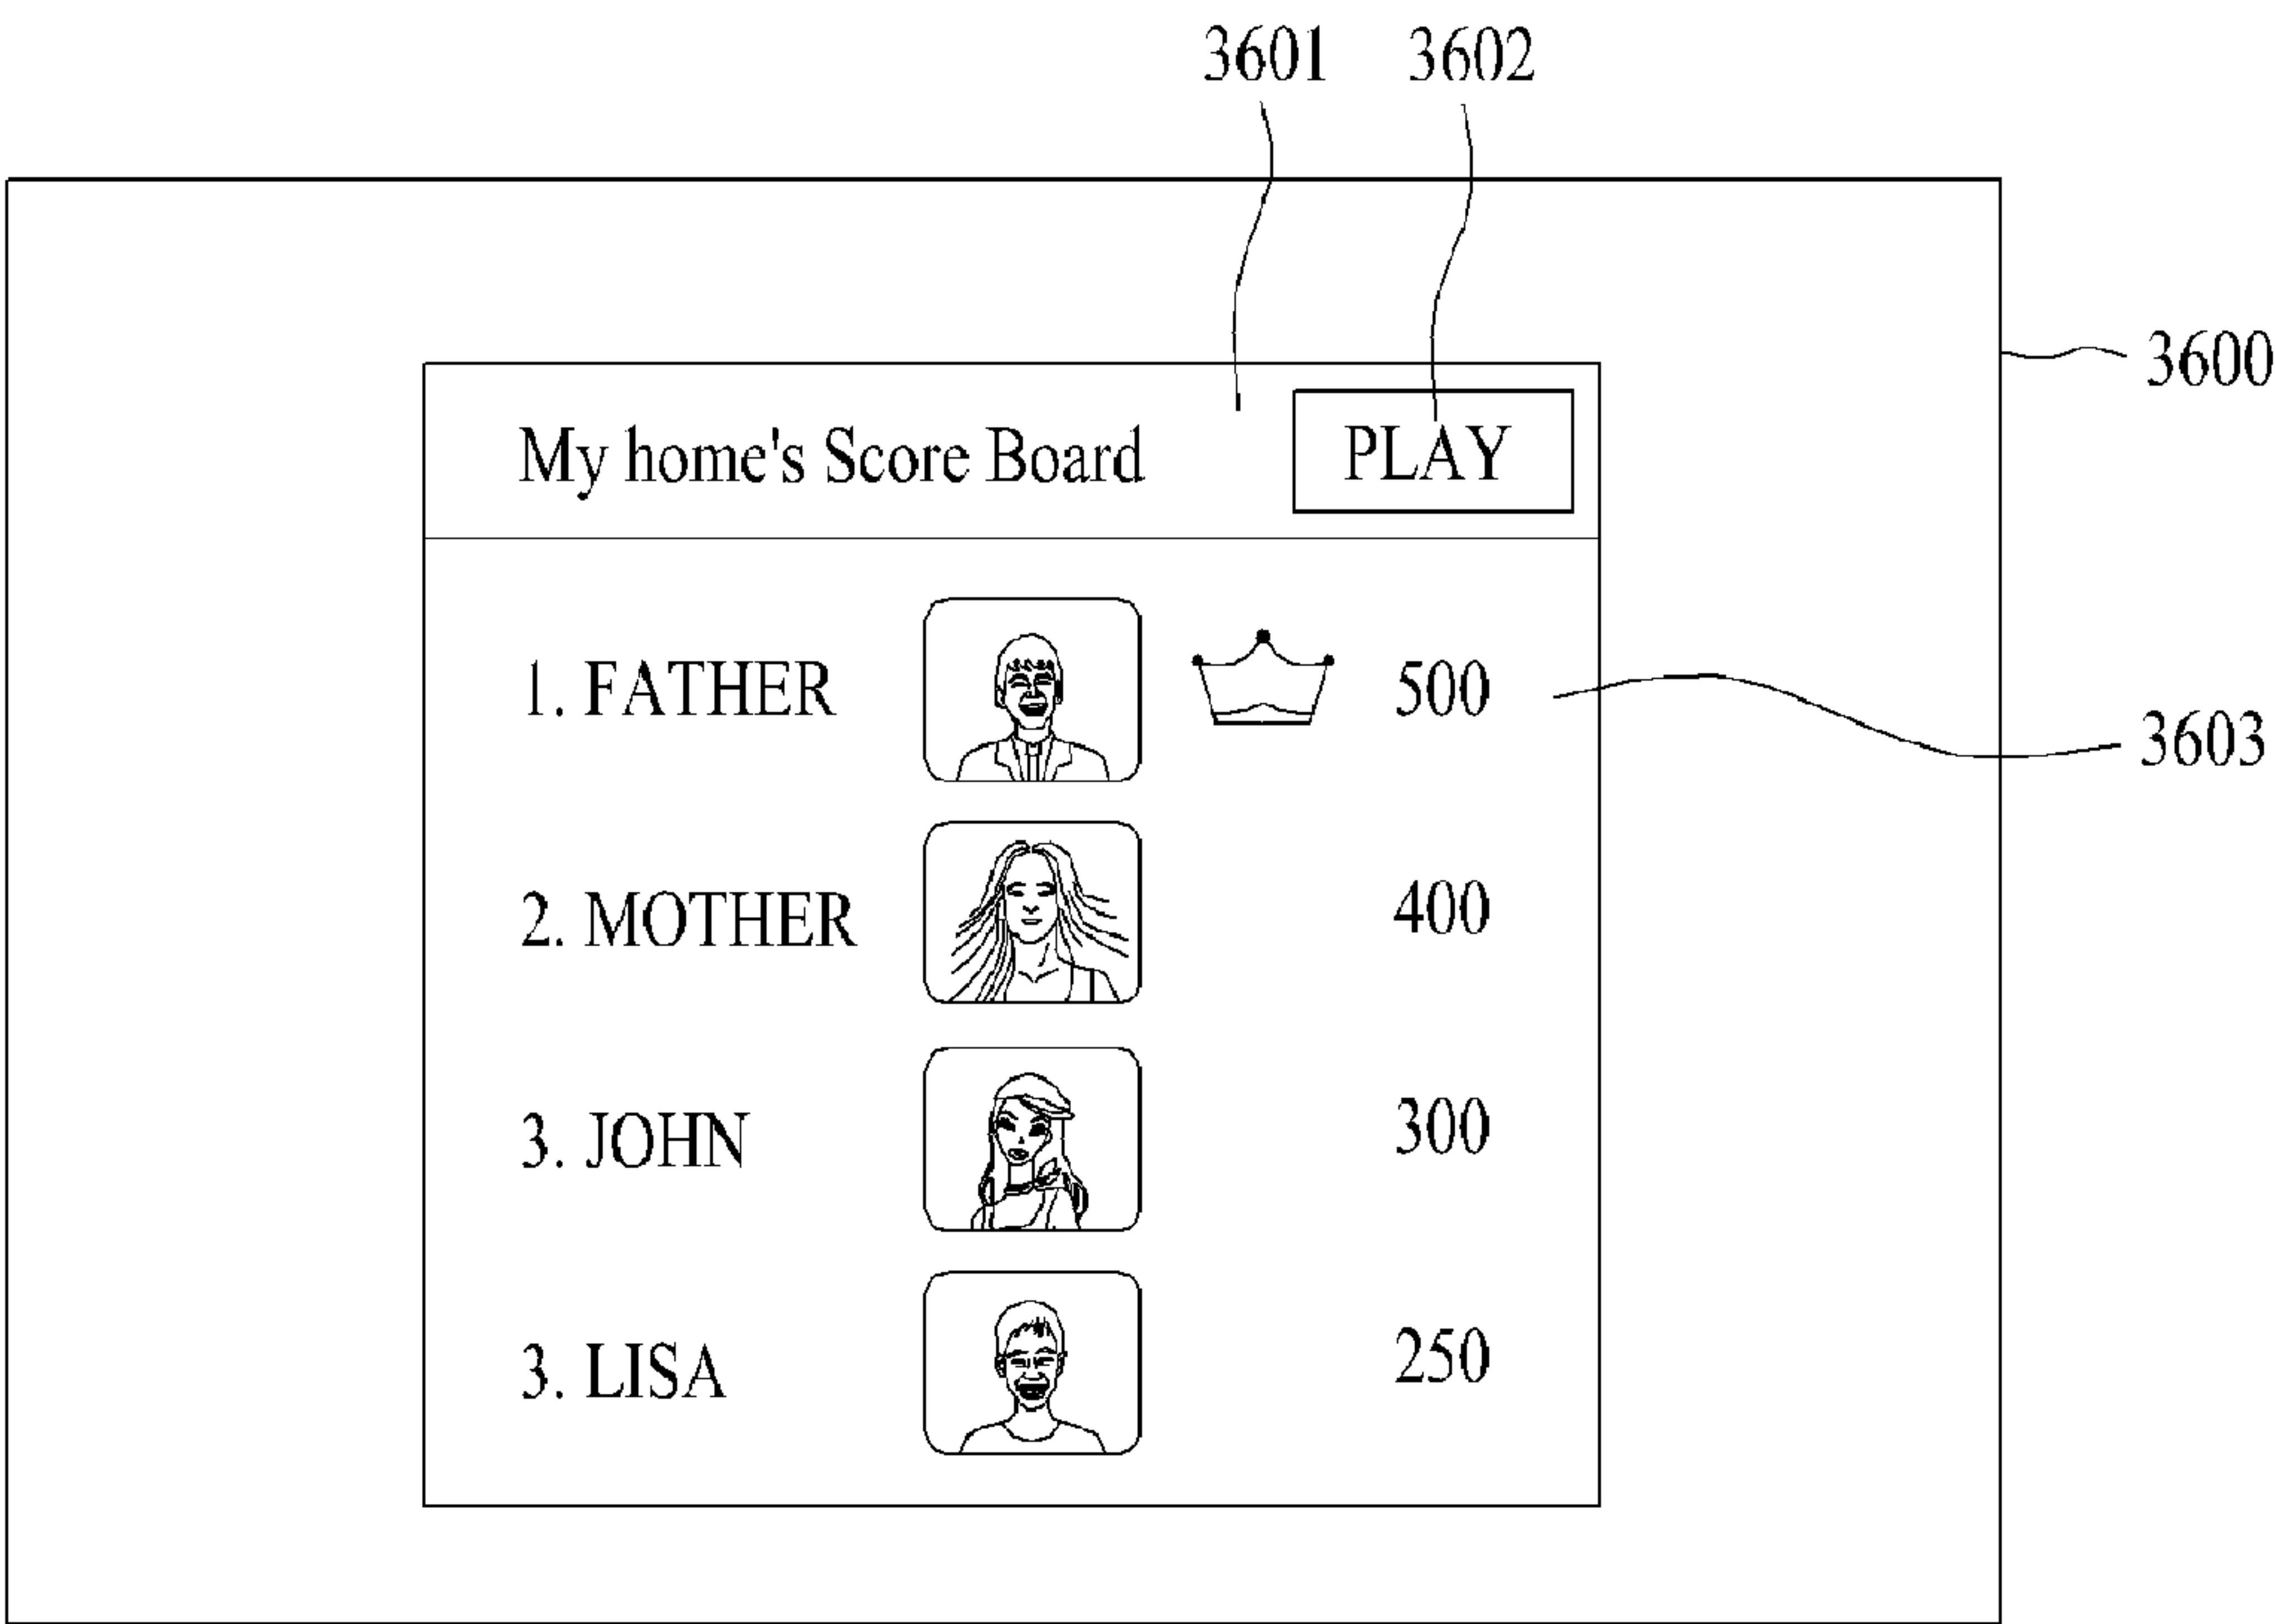 3601 3602
3600
My home's Score Board PLAY
1. FATHER 500
3603
2. MOTHER 400
3. JOHN 300
3. LISA 250